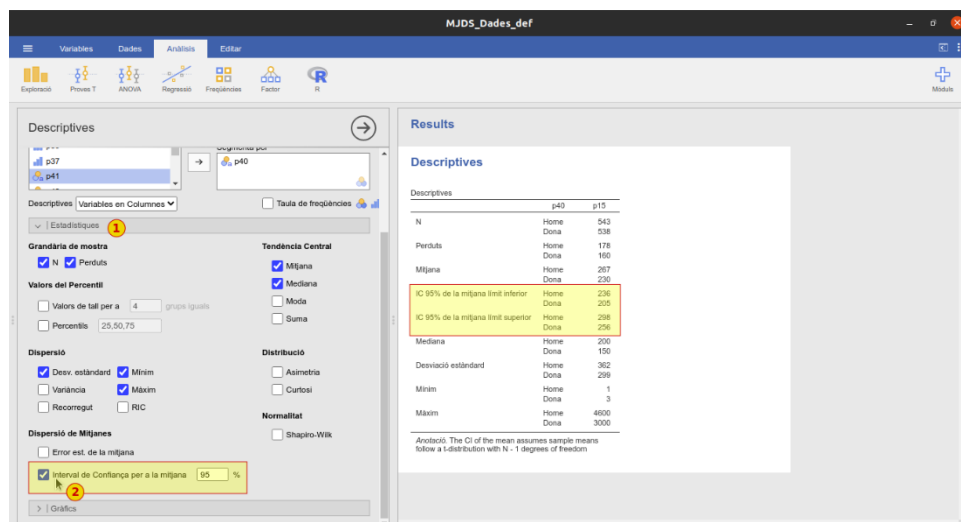 MJDS_Dades_def
Variables Dades Anàlisis Editar
Exploració Proves T ANOVA Regressió Freqüències Factor R Mòduls
Descriptives
p37
p41
Segmenta per
p40
Descriptives Variables en Columnes Taula de freqüències
Estadístiques 1
Grandària de mostra
N Perduts
Valors del Percentil
Valors de tall per a 4 grups iguals
Percentils 25,50,75
Dispersió
Desv. estàndard Mínim
Variància Màxim
Recorregut RIC
Dispersió de Mitjanes
Error est. de la mitjana
Interval de Confiança per a la mitjana 95 %
2
Gràfics
Tendència Central
Mitjana
Mediana
Moda
Suma
Distribució
Asimetria
Curtosi
Normalitat
Shapiro-Wilk
Results
Descriptives
Descriptives
p40 p15
N Home 543
Dona 538
Perduts Home 178
Dona 160
Mitjana Home 267
Dona 230
IC 95% de la mitjana límit inferior Home 236
Dona 205
IC 95% de la mitjana límit superior Home 298
Dona 256
Mediana Home 200
Dona 150
Desviació estàndard Home 362
Dona 299
Mínim Home 1
Dona 3
Màxim Home 4600
Dona 3000
Anotació. The CI of the mean assumes sample means
follow a t-distribution with N - 1 degrees of freedom